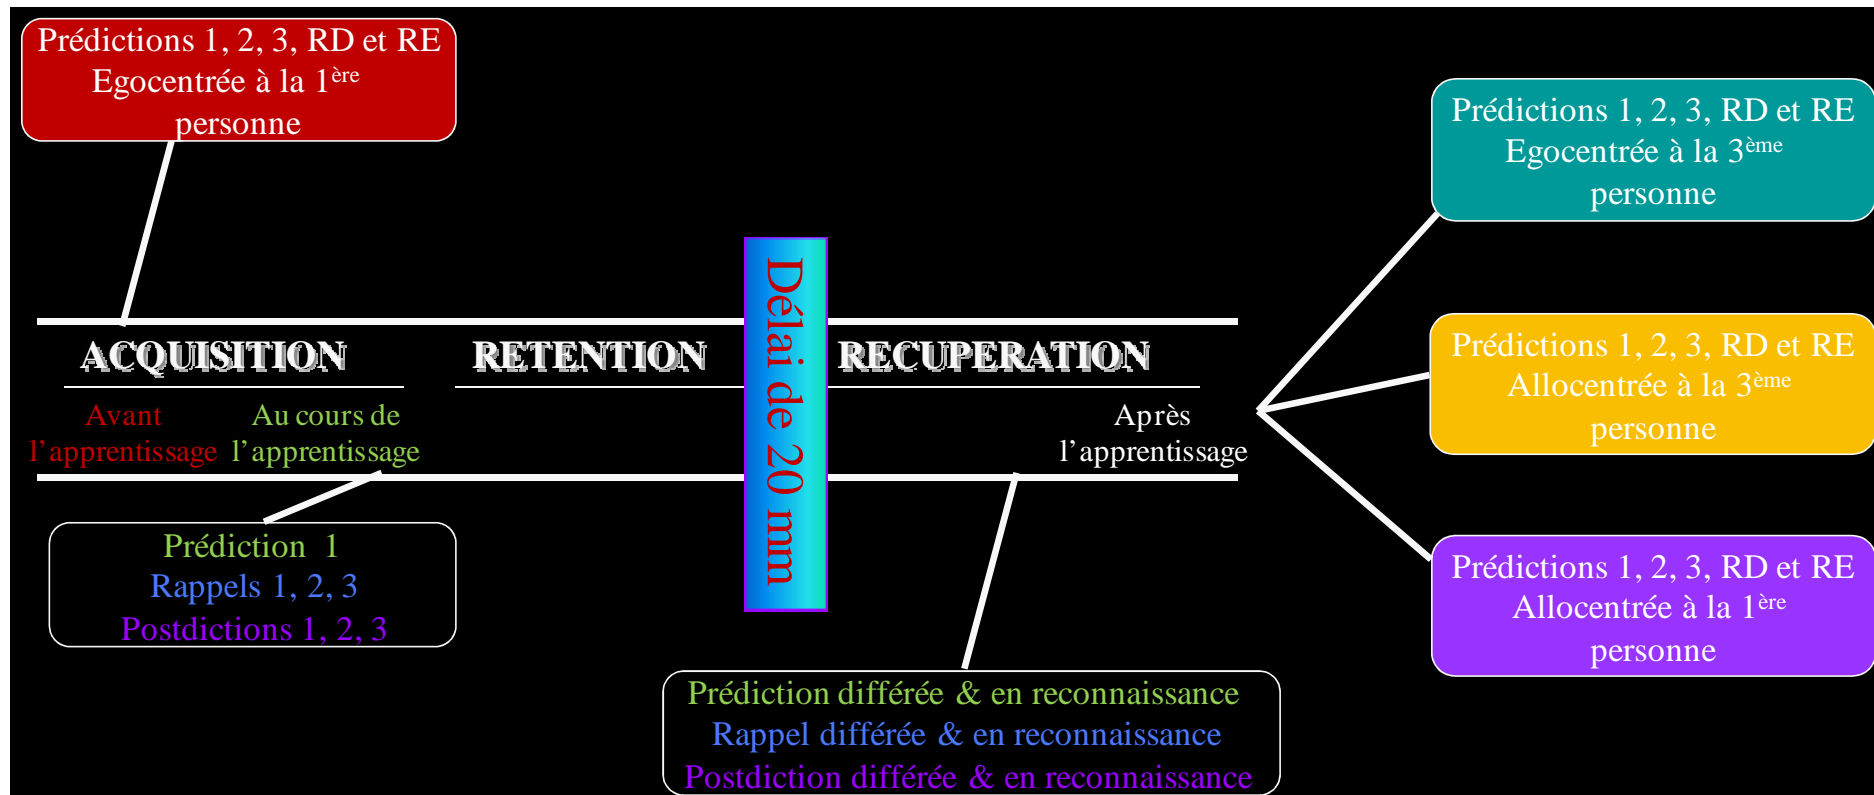 Prédictions 1, 2, 3, RD et RE
Egocentrée à la 1ère
personne
Prédictions 1, 2, 3, RD et RE
Egocentrée à la 3ème
personne
Délai de 20 mm
ACQUISITION
RETENTION
RECUPERATION
Avant
l’apprentissage
Au cours de
l’apprentissage
Après
l’apprentissage
Prédictions 1, 2, 3, RD et RE
Allocentrée à la 3ème
personne
Prédiction 1
Rappels 1, 2, 3
Postdictions 1, 2, 3
Prédictions 1, 2, 3, RD et RE
Allocentrée à la 1ère
personne
Prédiction différée & en reconnaissance
Rappel différée & en reconnaissance
Postdiction différée & en reconnaissance